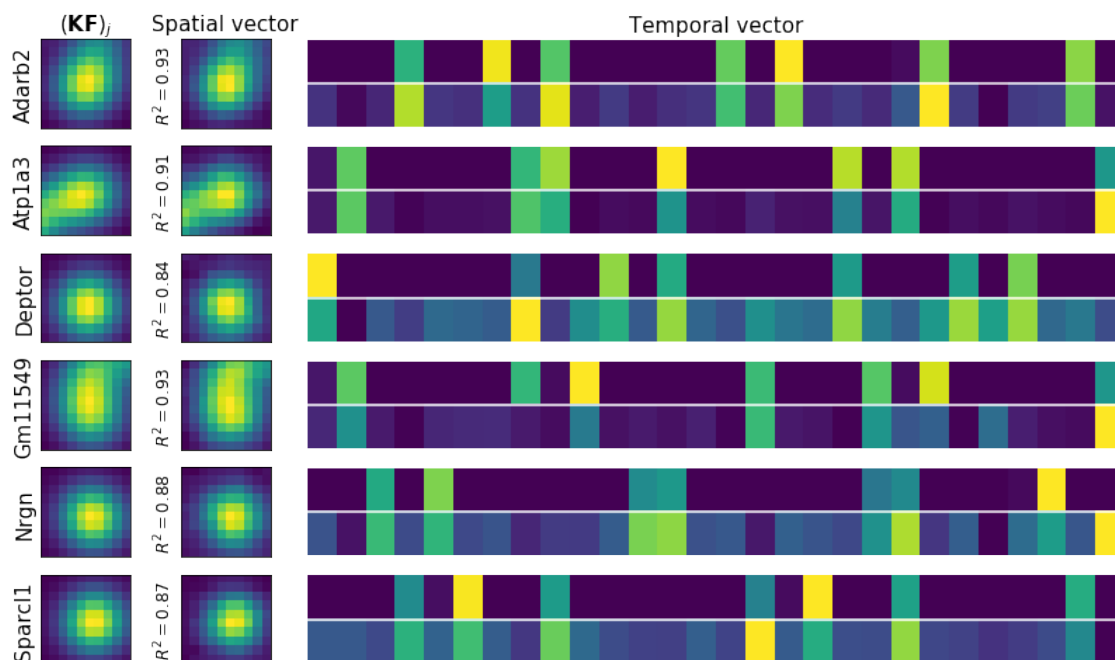 (KF)j Spatial vector Temporal vector
Adarb2 R² = 0.93
Atp1a3 R² = 0.91
Deptor R² = 0.84
Gm11549 R² = 0.93
Nrgn R² = 0.88
Sparcl1 R² = 0.87